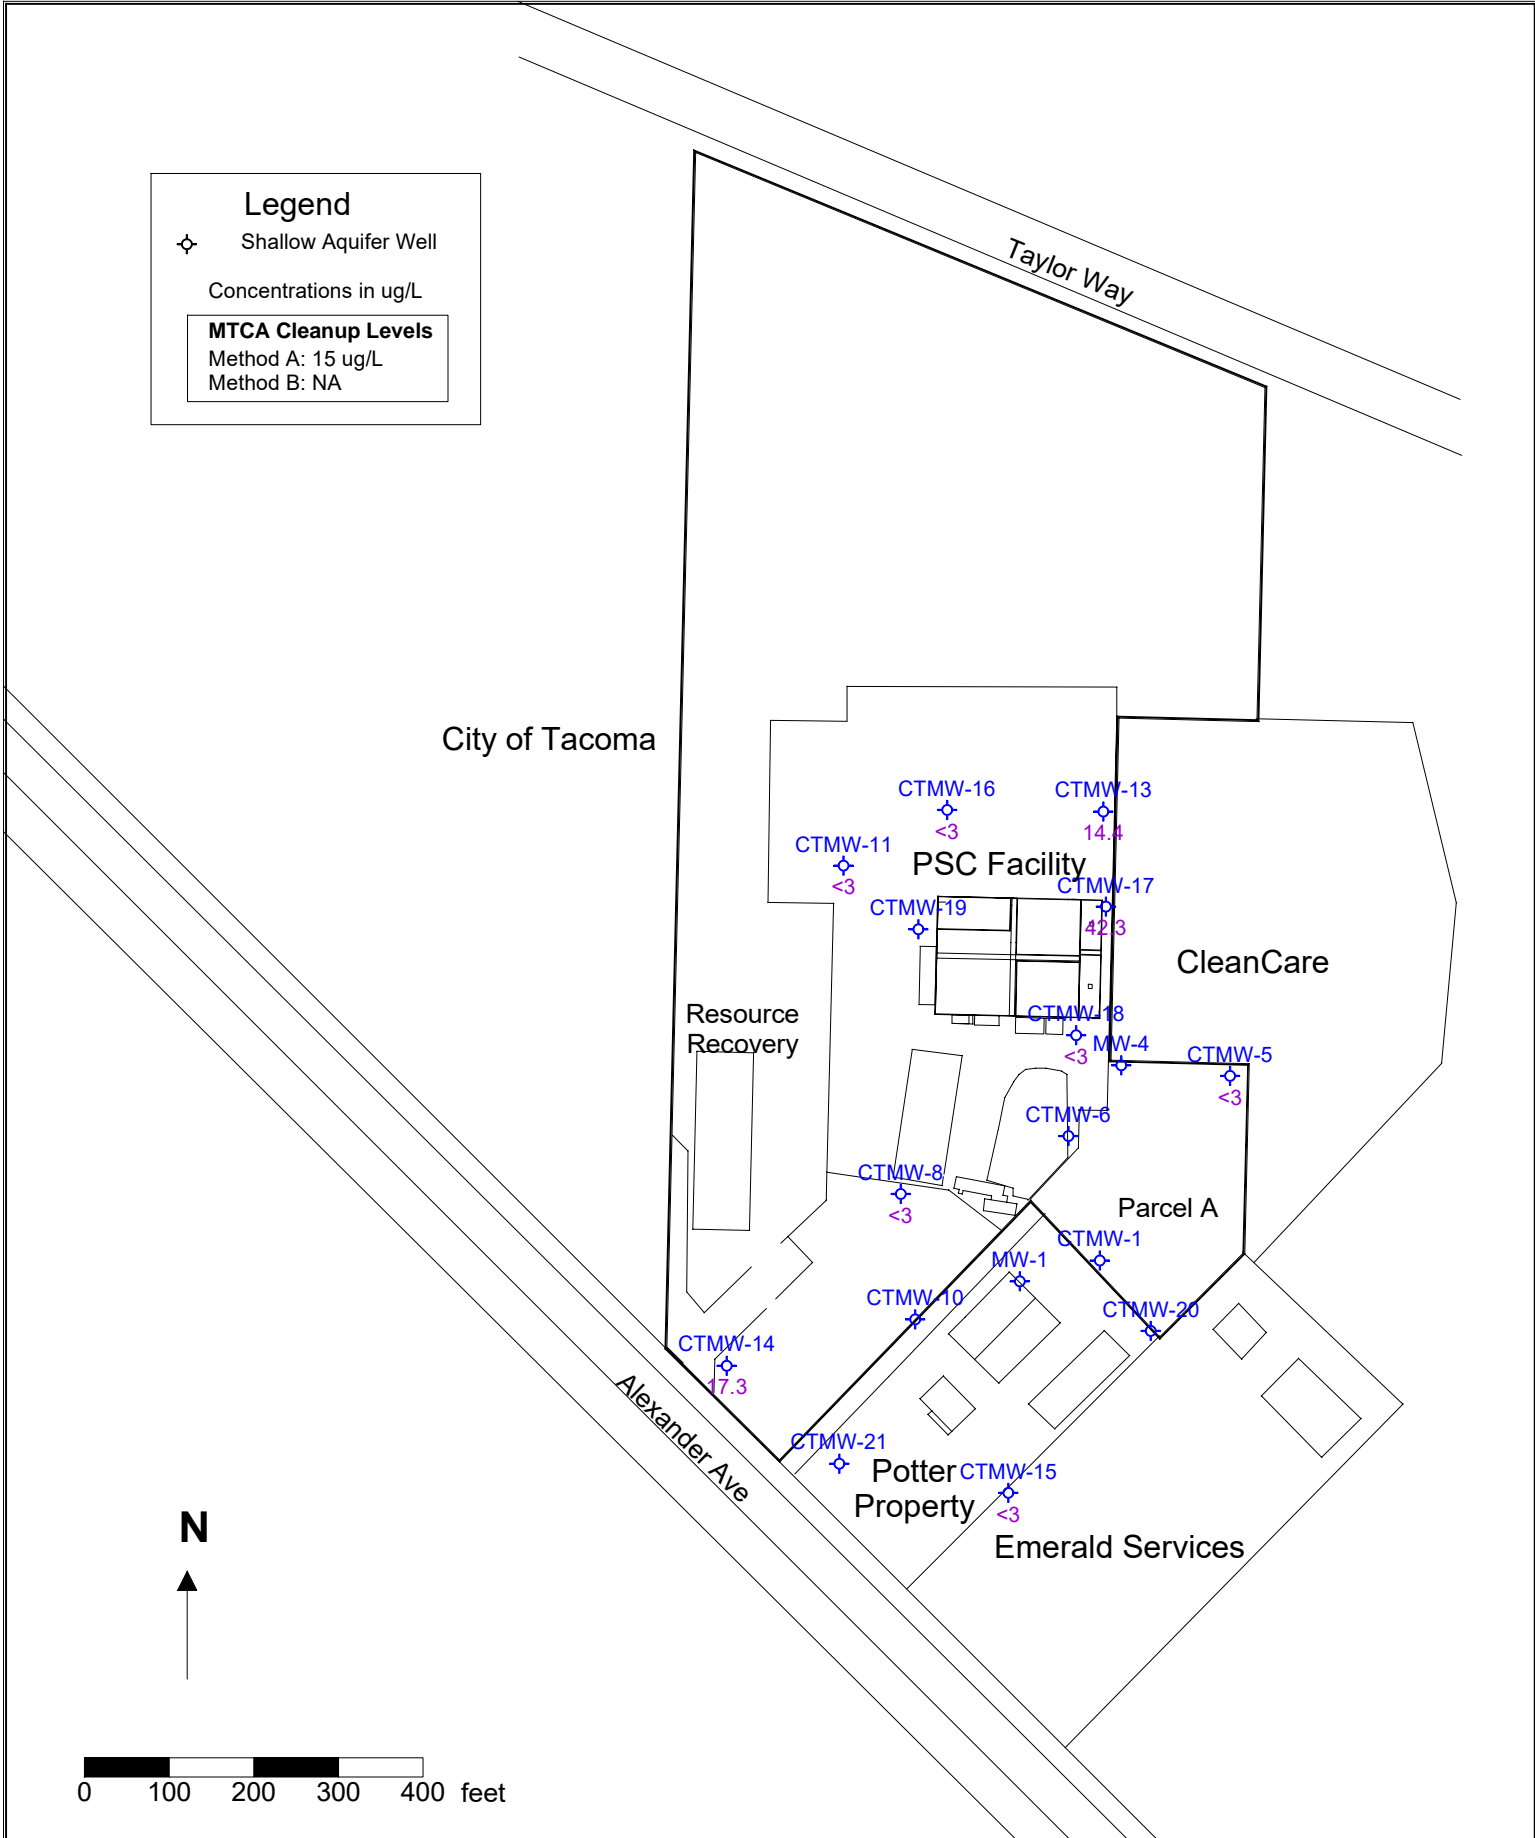 Legend
Shallow Aquifer Well
Concentrations in ug/L
MTCA Cleanup Levels
Method A: 15 ug/L
Method B: NA
Taylor Way
City of Tacoma
CTMW-16
<3
CTMW-13
14.4
CTMW-11
<3
PSC Facility
CTMW-17
42.3
CTMW-19
CleanCare
Resource
Recovery
CTMW-18
<3
MW-4
CTMW-5
<3
CTMW-6
CTMW-8
<3
Parcel A
CTMW-1
MW-1
CTMW-10
CTMW-20
CTMW-14
17.3
Alexander Ave
CTMW-21
Potter
Property
CTMW-15
<3
Emerald Services
N
0 100 200 300 400 feet